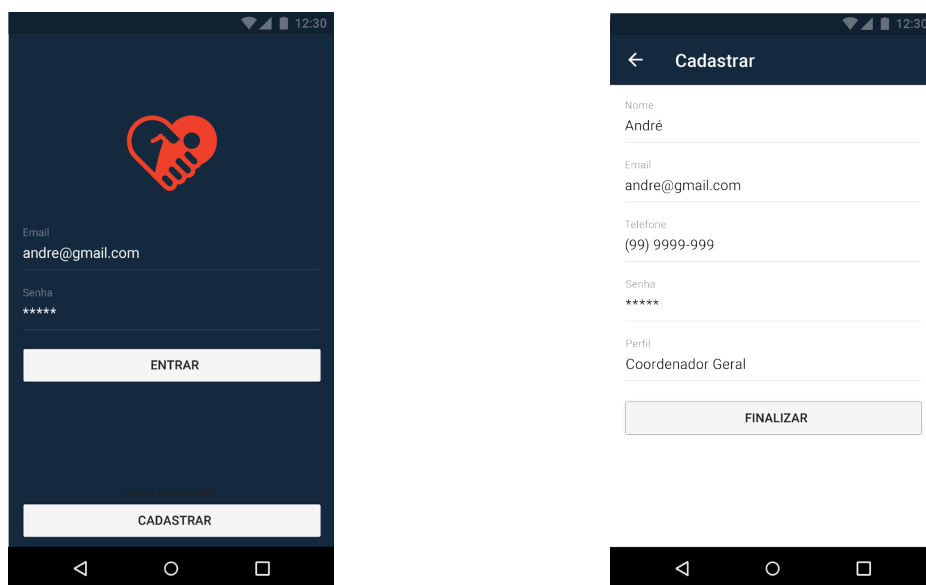 12:30
Email
andre@gmail.com
Senha
*****
ENTRAR
CADASTRAR
12:30
Cadastrar
Nome
André
Email
andre@gmail.com
Telefone
(99) 9999-999
Senha
*****
Perfil
Coordenador Geral
FINALIZAR